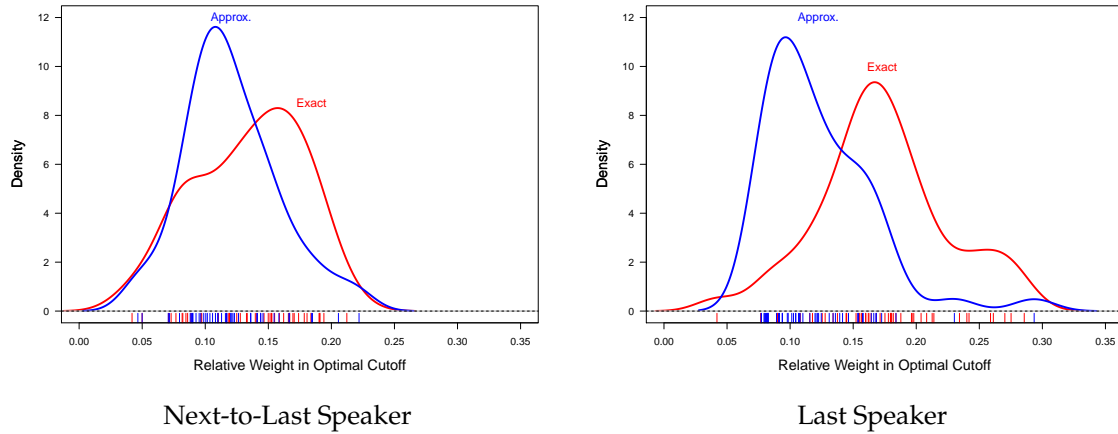 Approx.
Exact
Density
12
10
8
6
4
2
0
0.00 0.05 0.10 0.15 0.20 0.25 0.30 0.35
Relative Weight in Optimal Cutoff
Next-to-Last Speaker
Approx.
Exact
Density
12
10
8
6
4
2
0
0.00 0.05 0.10 0.15 0.20 0.25 0.30 0.35
Relative Weight in Optimal Cutoff
Last Speaker